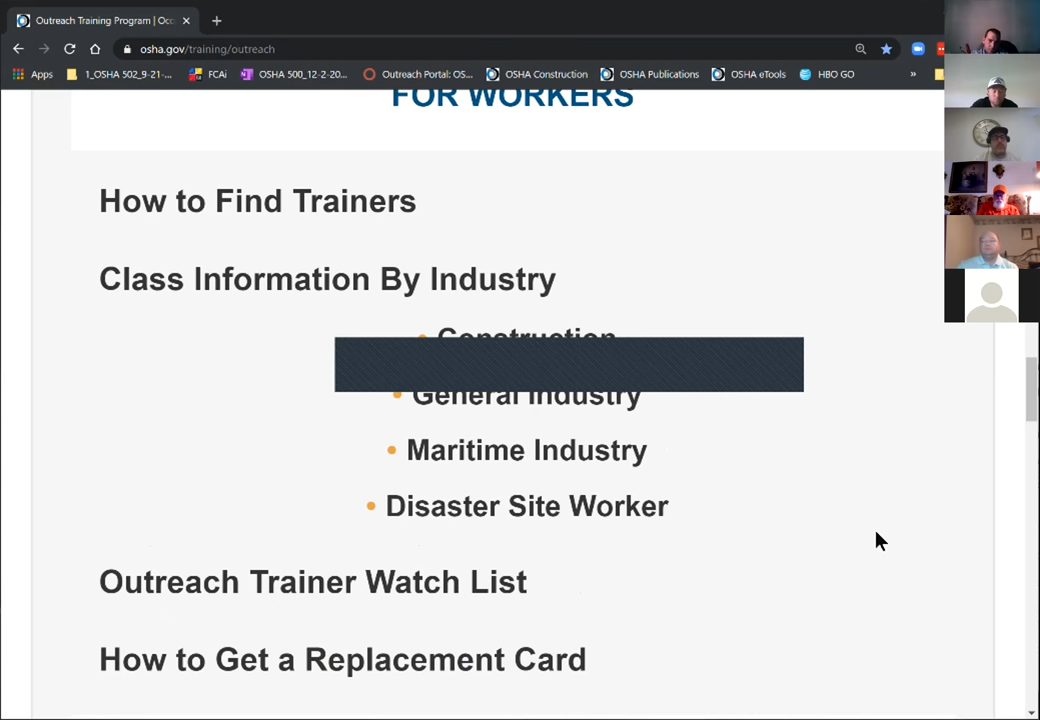 Outreach Training Program | Occ
osha.gov/training/outreach
Apps
1_OSHA 502_9-21-...
FCAi
OSHA 500_12-2-20...
Outreach Portal: OS...
OSHA Construction
OSHA Publications
OSHA eTools
HBO GO
»
FOR WORKERS
How to Find Trainers
Class Information By Industry
• Construction
• General Industry
• Maritime Industry
• Disaster Site Worker
Outreach Trainer Watch List
How to Get a Replacement Card